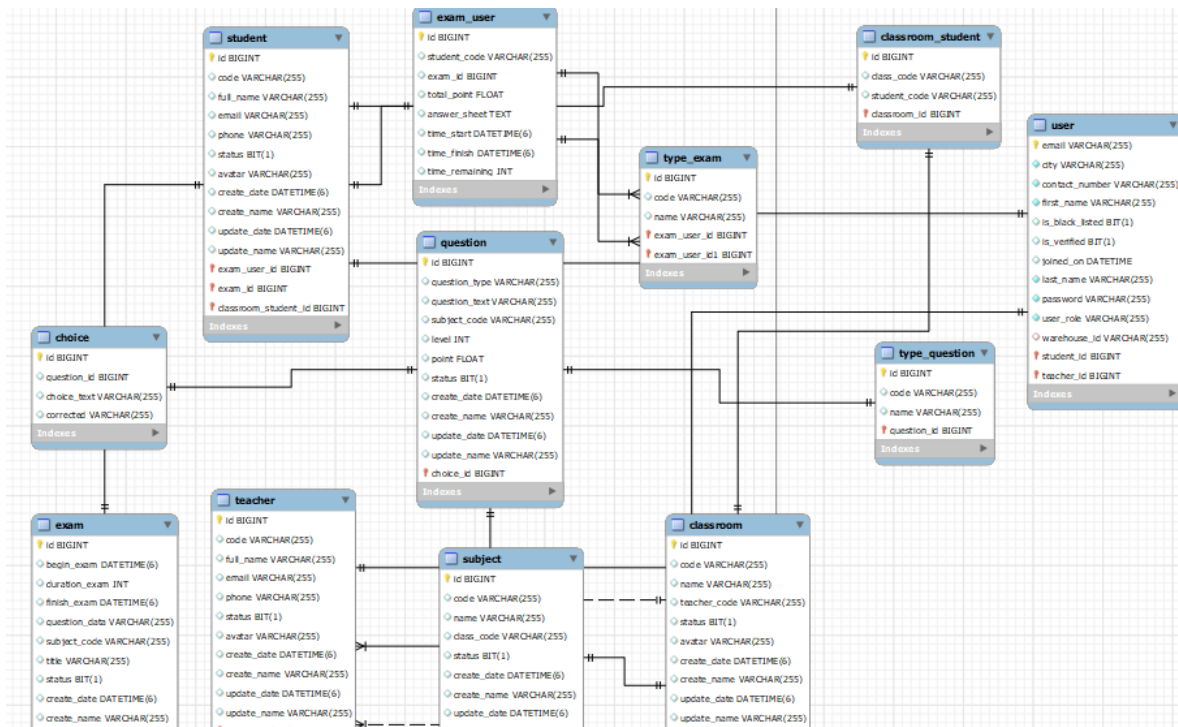 student
id BIGINT
code VARCHAR(255)
full_name VARCHAR(255)
email VARCHAR(255)
phone VARCHAR(255)
status BIT(1)
avatar VARCHAR(255)
create_date DATETIME(6)
create_name VARCHAR(255)
update_date DATETIME(6)
update_name VARCHAR(255)
exam_user_id BIGINT
exam_id BIGINT
classroom_student_id BIGINT
Indexes
exam_user
id BIGINT
student_code VARCHAR(255)
exam_id BIGINT
total_point FLOAT
answer_sheet TEXT
time_start DATETIME(6)
time_finish DATETIME(6)
time_remaining INT
Indexes
classroom_student
id BIGINT
class_code VARCHAR(255)
student_code VARCHAR(255)
classroom_id BIGINT
Indexes
user
email VARCHAR(255)
city VARCHAR(255)
contact_number VARCHAR(255)
first_name VARCHAR(255)
is_black_listed BIT(1)
is_verified BIT(1)
joined_on DATETIME
last_name VARCHAR(255)
password VARCHAR(255)
user_role VARCHAR(255)
warehouse_id VARCHAR(255)
student_id BIGINT
teacher_id BIGINT
Indexes
type_exam
id BIGINT
code VARCHAR(255)
name VARCHAR(255)
exam_user_id BIGINT
exam_user_id1 BIGINT
Indexes
question
id BIGINT
question_type VARCHAR(255)
question_text VARCHAR(255)
subject_code VARCHAR(255)
level INT
point FLOAT
status BIT(1)
create_date DATETIME(6)
create_name VARCHAR(255)
update_date DATETIME(6)
update_name VARCHAR(255)
choice_id BIGINT
Indexes
choice
id BIGINT
question_id BIGINT
choice_text VARCHAR(255)
corrected VARCHAR(255)
Indexes
type_question
id BIGINT
code VARCHAR(255)
name VARCHAR(255)
question_id BIGINT
Indexes
exam
id BIGINT
begin_exam DATETIME(6)
duration_exam INT
finish_exam DATETIME(6)
question_data VARCHAR(255)
subject_code VARCHAR(255)
title VARCHAR(255)
status BIT(1)
create_date DATETIME(6)
create_name VARCHAR(255)
teacher
id BIGINT
code VARCHAR(255)
full_name VARCHAR(255)
email VARCHAR(255)
phone VARCHAR(255)
status BIT(1)
avatar VARCHAR(255)
create_date DATETIME(6)
create_name VARCHAR(255)
update_date DATETIME(6)
update_name VARCHAR(255)
subject
id BIGINT
code VARCHAR(255)
name VARCHAR(255)
class_code VARCHAR(255)
status BIT(1)
create_date DATETIME(6)
create_name VARCHAR(255)
update_date DATETIME(6)
classroom
id BIGINT
code VARCHAR(255)
name VARCHAR(255)
teacher_code VARCHAR(255)
status BIT(1)
avatar VARCHAR(255)
create_date DATETIME(6)
create_name VARCHAR(255)
update_date DATETIME(6)
update_name VARCHAR(255)